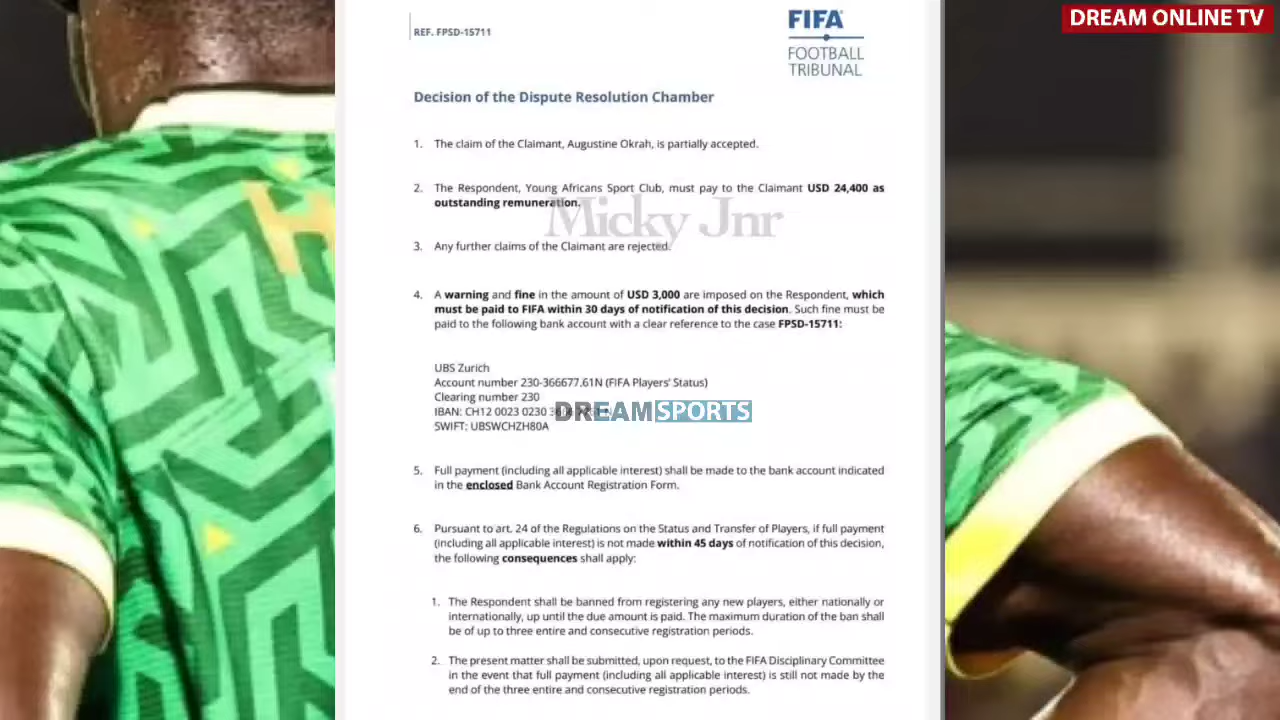 DREAM ONLINE TV
REF. FPSD-15711
FIFA
FOOTBALL
TRIBUNAL
Decision of the Dispute Resolution Chamber
1. The claim of the Claimant, Augustine Okrah, is partially accepted.
2. The Respondent, Young Africans Sport Club, must pay to the Claimant USD 24,400 as
outstanding remuneration.
Micky Jnr
3. Any further claims of the Claimant are rejected.
4. A warning and fine in the amount of USD 3,000 are imposed on the Respondent, which
must be paid to FIFA within 30 days of notification of this decision. Such fine must be
paid to the following bank account with a clear reference to the case FPSD-15711:
UBS Zurich
Account number 230-366677.61N (FIFA Players' Status)
Clearing number 230
IBAN: CH12 0023 0230
DREAMSPORTS
SWIFT: UBSWCHZH80A
5. Full payment (including all applicable interest) shall be made to the bank account indicated
in the enclosed Bank Account Registration Form.
6. Pursuant to art. 24 of the Regulations on the Status and Transfer of Players, if full payment
(including all applicable interest) is not made within 45 days of notification of this decision,
the following consequences shall apply:
1. The Respondent shall be banned from registering any new players, either nationally or
internationally, up until the due amount is paid. The maximum duration of the ban shall
be of up to three entire and consecutive registration periods.
2. The present matter shall be submitted, upon request, to the FIFA Disciplinary Committee
in the event that full payment (including all applicable interest) is still not made by the
end of the three entire and consecutive registration periods.